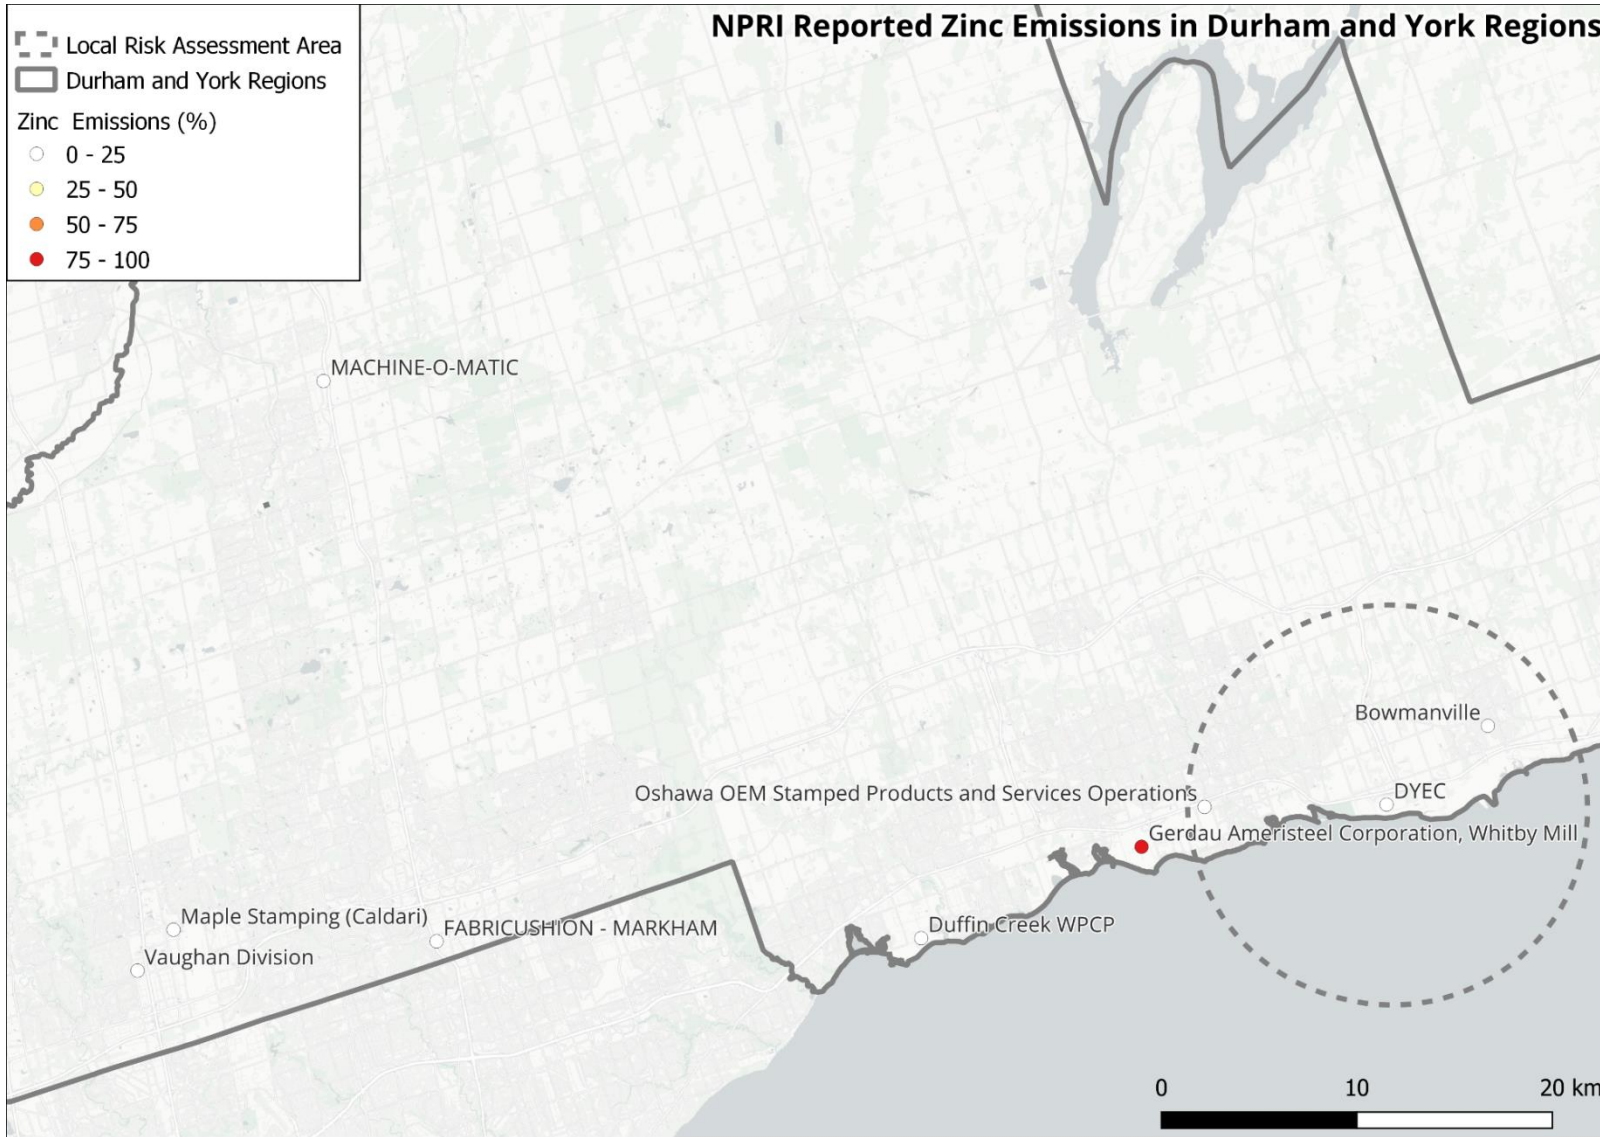 NPRI Reported Zinc Emissions in Durham and York Regions
Local Risk Assessment Area
Durham and York Regions
Zinc Emissions (%)
0 - 25
25 - 50
50 - 75
75 - 100
MACHINE-O-MATIC
Bowmanville
Oshawa OEM Stamped Products and Services Operations
DYEC
Gerdau Ameristeel Corporation, Whitby Mill
Maple Stamping (Caldari)
FABRICUSHION - MARKHAM
Duffin Creek WPCP
Vaughan Division
0 10 20 km